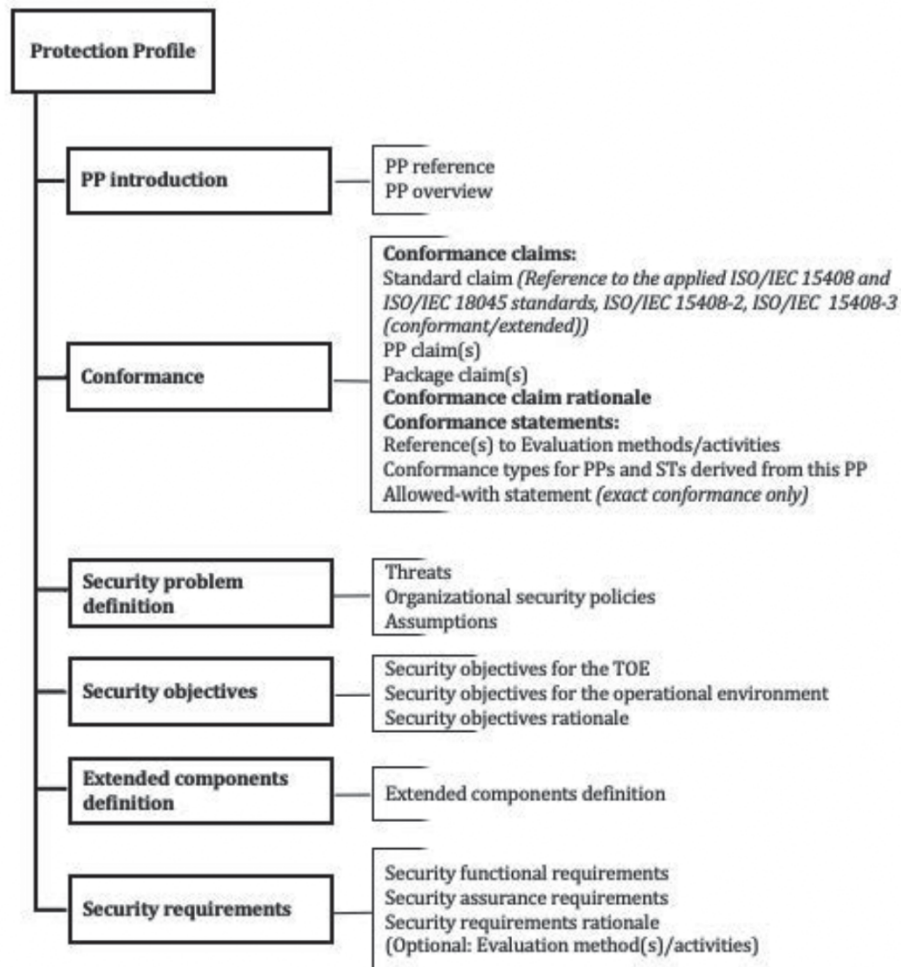 Protection Profile
PP introduction
PP reference
PP overview
Conformance
Conformance claims:
Standard claim (Reference to the applied ISO/IEC 15408 and
ISO/IEC 18045 standards, ISO/IEC 15408-2, ISO/IEC 15408-3
(conformant/extended))
PP claim(s)
Package claim(s)
Conformance claim rationale
Conformance statements:
Reference(s) to Evaluation methods/activities
Conformance types for PPs and STs derived from this PP
Allowed-with statement (exact conformance only)
Security problem
definition
Threats
Organizational security policies
Assumptions
Security objectives
Security objectives for the TOE
Security objectives for the operational environment
Security objectives rationale
Extended components
definition
Extended components definition
Security requirements
Security functional requirements
Security assurance requirements
Security requirements rationale
(Optional: Evaluation method(s)/activities)